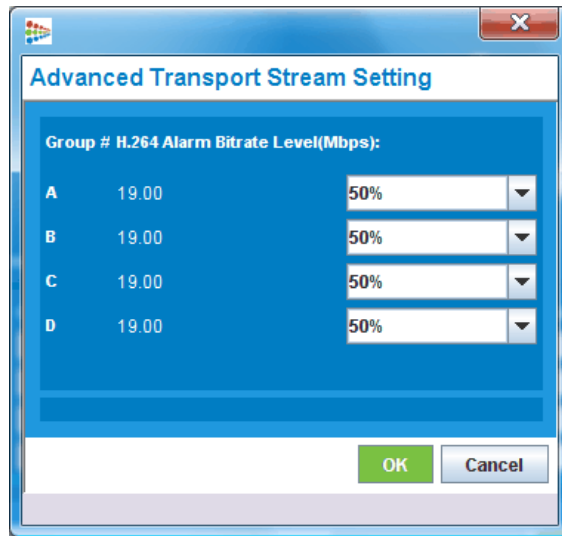 Advanced Transport Stream Setting
Group # H.264 Alarm Bitrate Level(Mbps):
A 19.00 50%
B 19.00 50%
C 19.00 50%
D 19.00 50%
OK Cancel